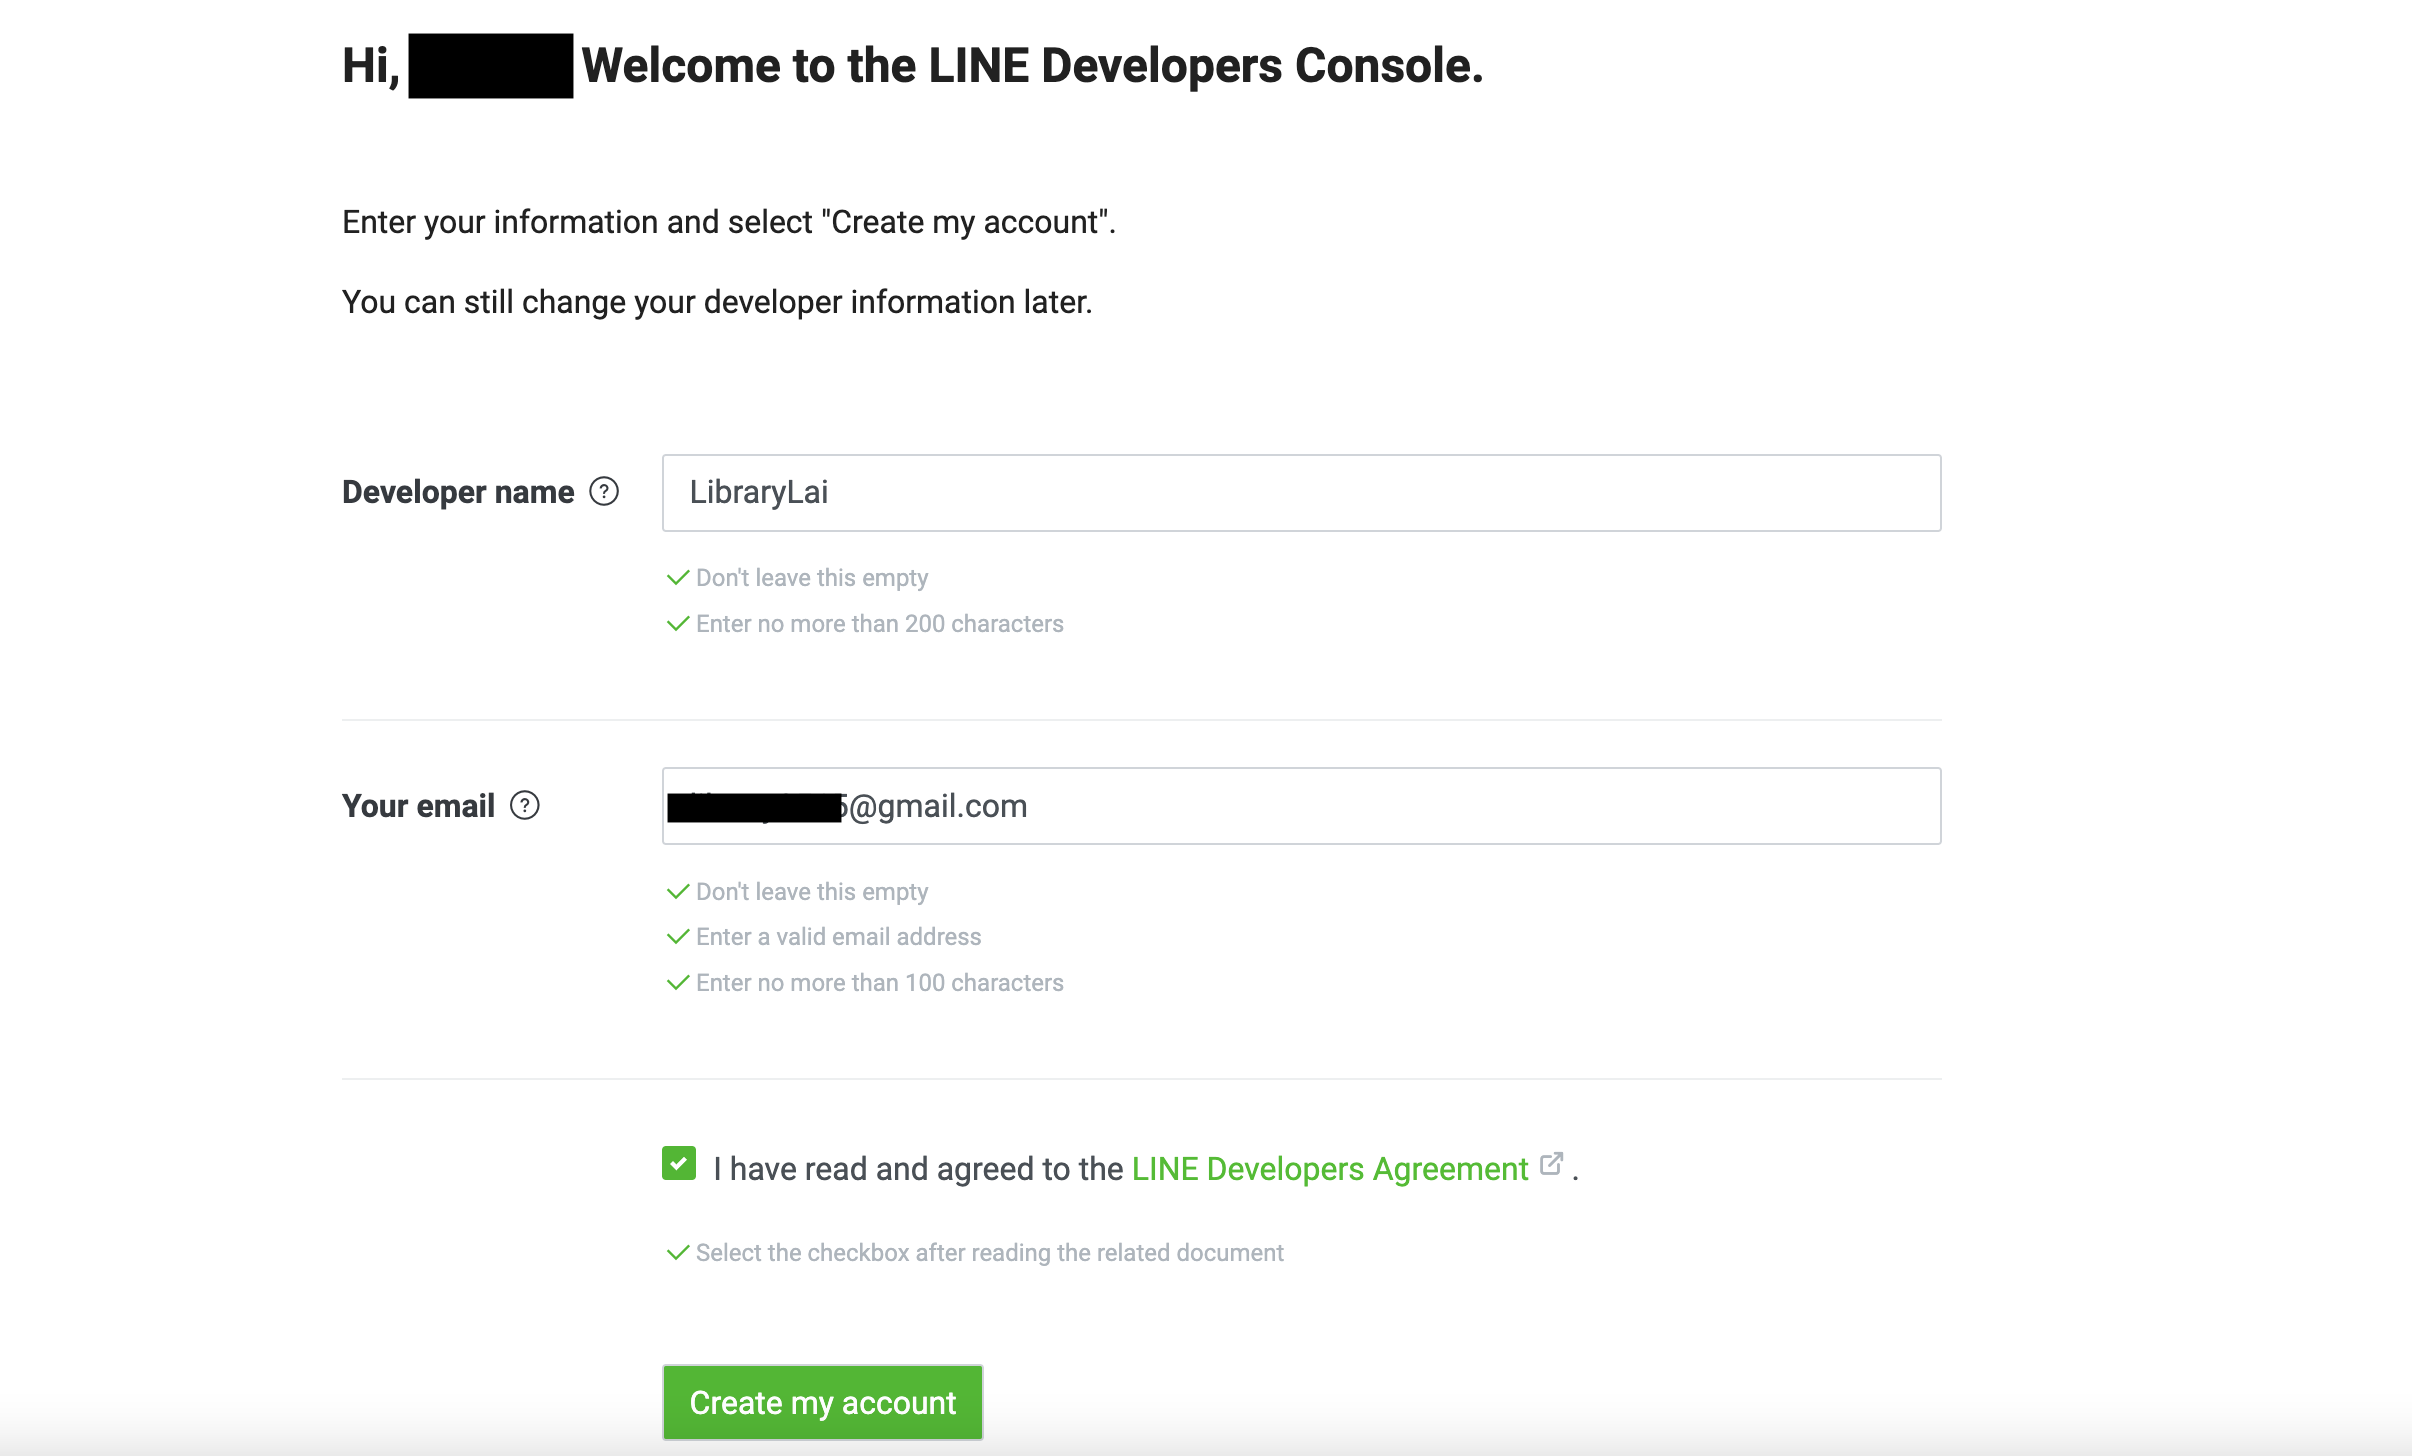 Hi, Welcome to the LINE Developers Console.
Enter your information and select "Create my account".
You can still change your developer information later.
Developer name ?
LibraryLai
Don't leave this empty
Enter no more than 200 characters
Your email ?
5@gmail.com
Don't leave this empty
Enter a valid email address
Enter no more than 100 characters
I have read and agreed to the LINE Developers Agreement .
Select the checkbox after reading the related document
Create my account